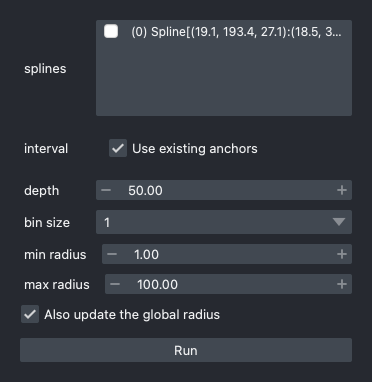 splines
(0) Spline[(19.1, 193.4, 27.1):(18.5, 3...
interval
Use existing anchors
depth
− 50.00 +
bin size
1
min radius
− 1.00 +
max radius
− 100.00 +
Also update the global radius
Run